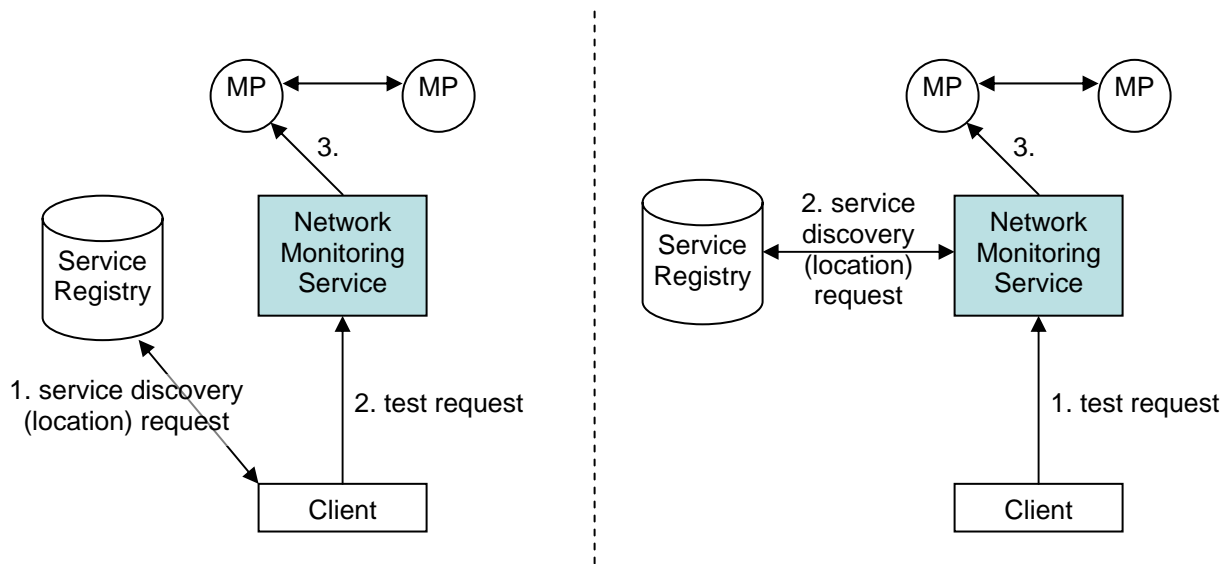 MP
MP
3.
Network
Monitoring
Service
Service
Registry
1. service discovery
(location) request
2. test request
Client
MP
MP
3.
2. service
discovery
(location)
request
Service
Registry
Network
Monitoring
Service
1. test request
Client